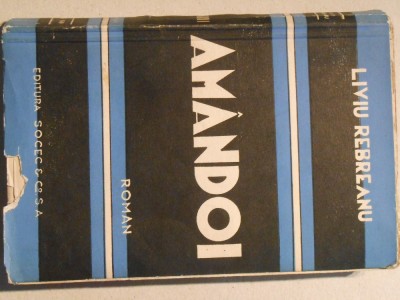 LIVIU REBREANU
AMÂNDOI
ROMAN
EDITURA SOCEC & Co. S. A.